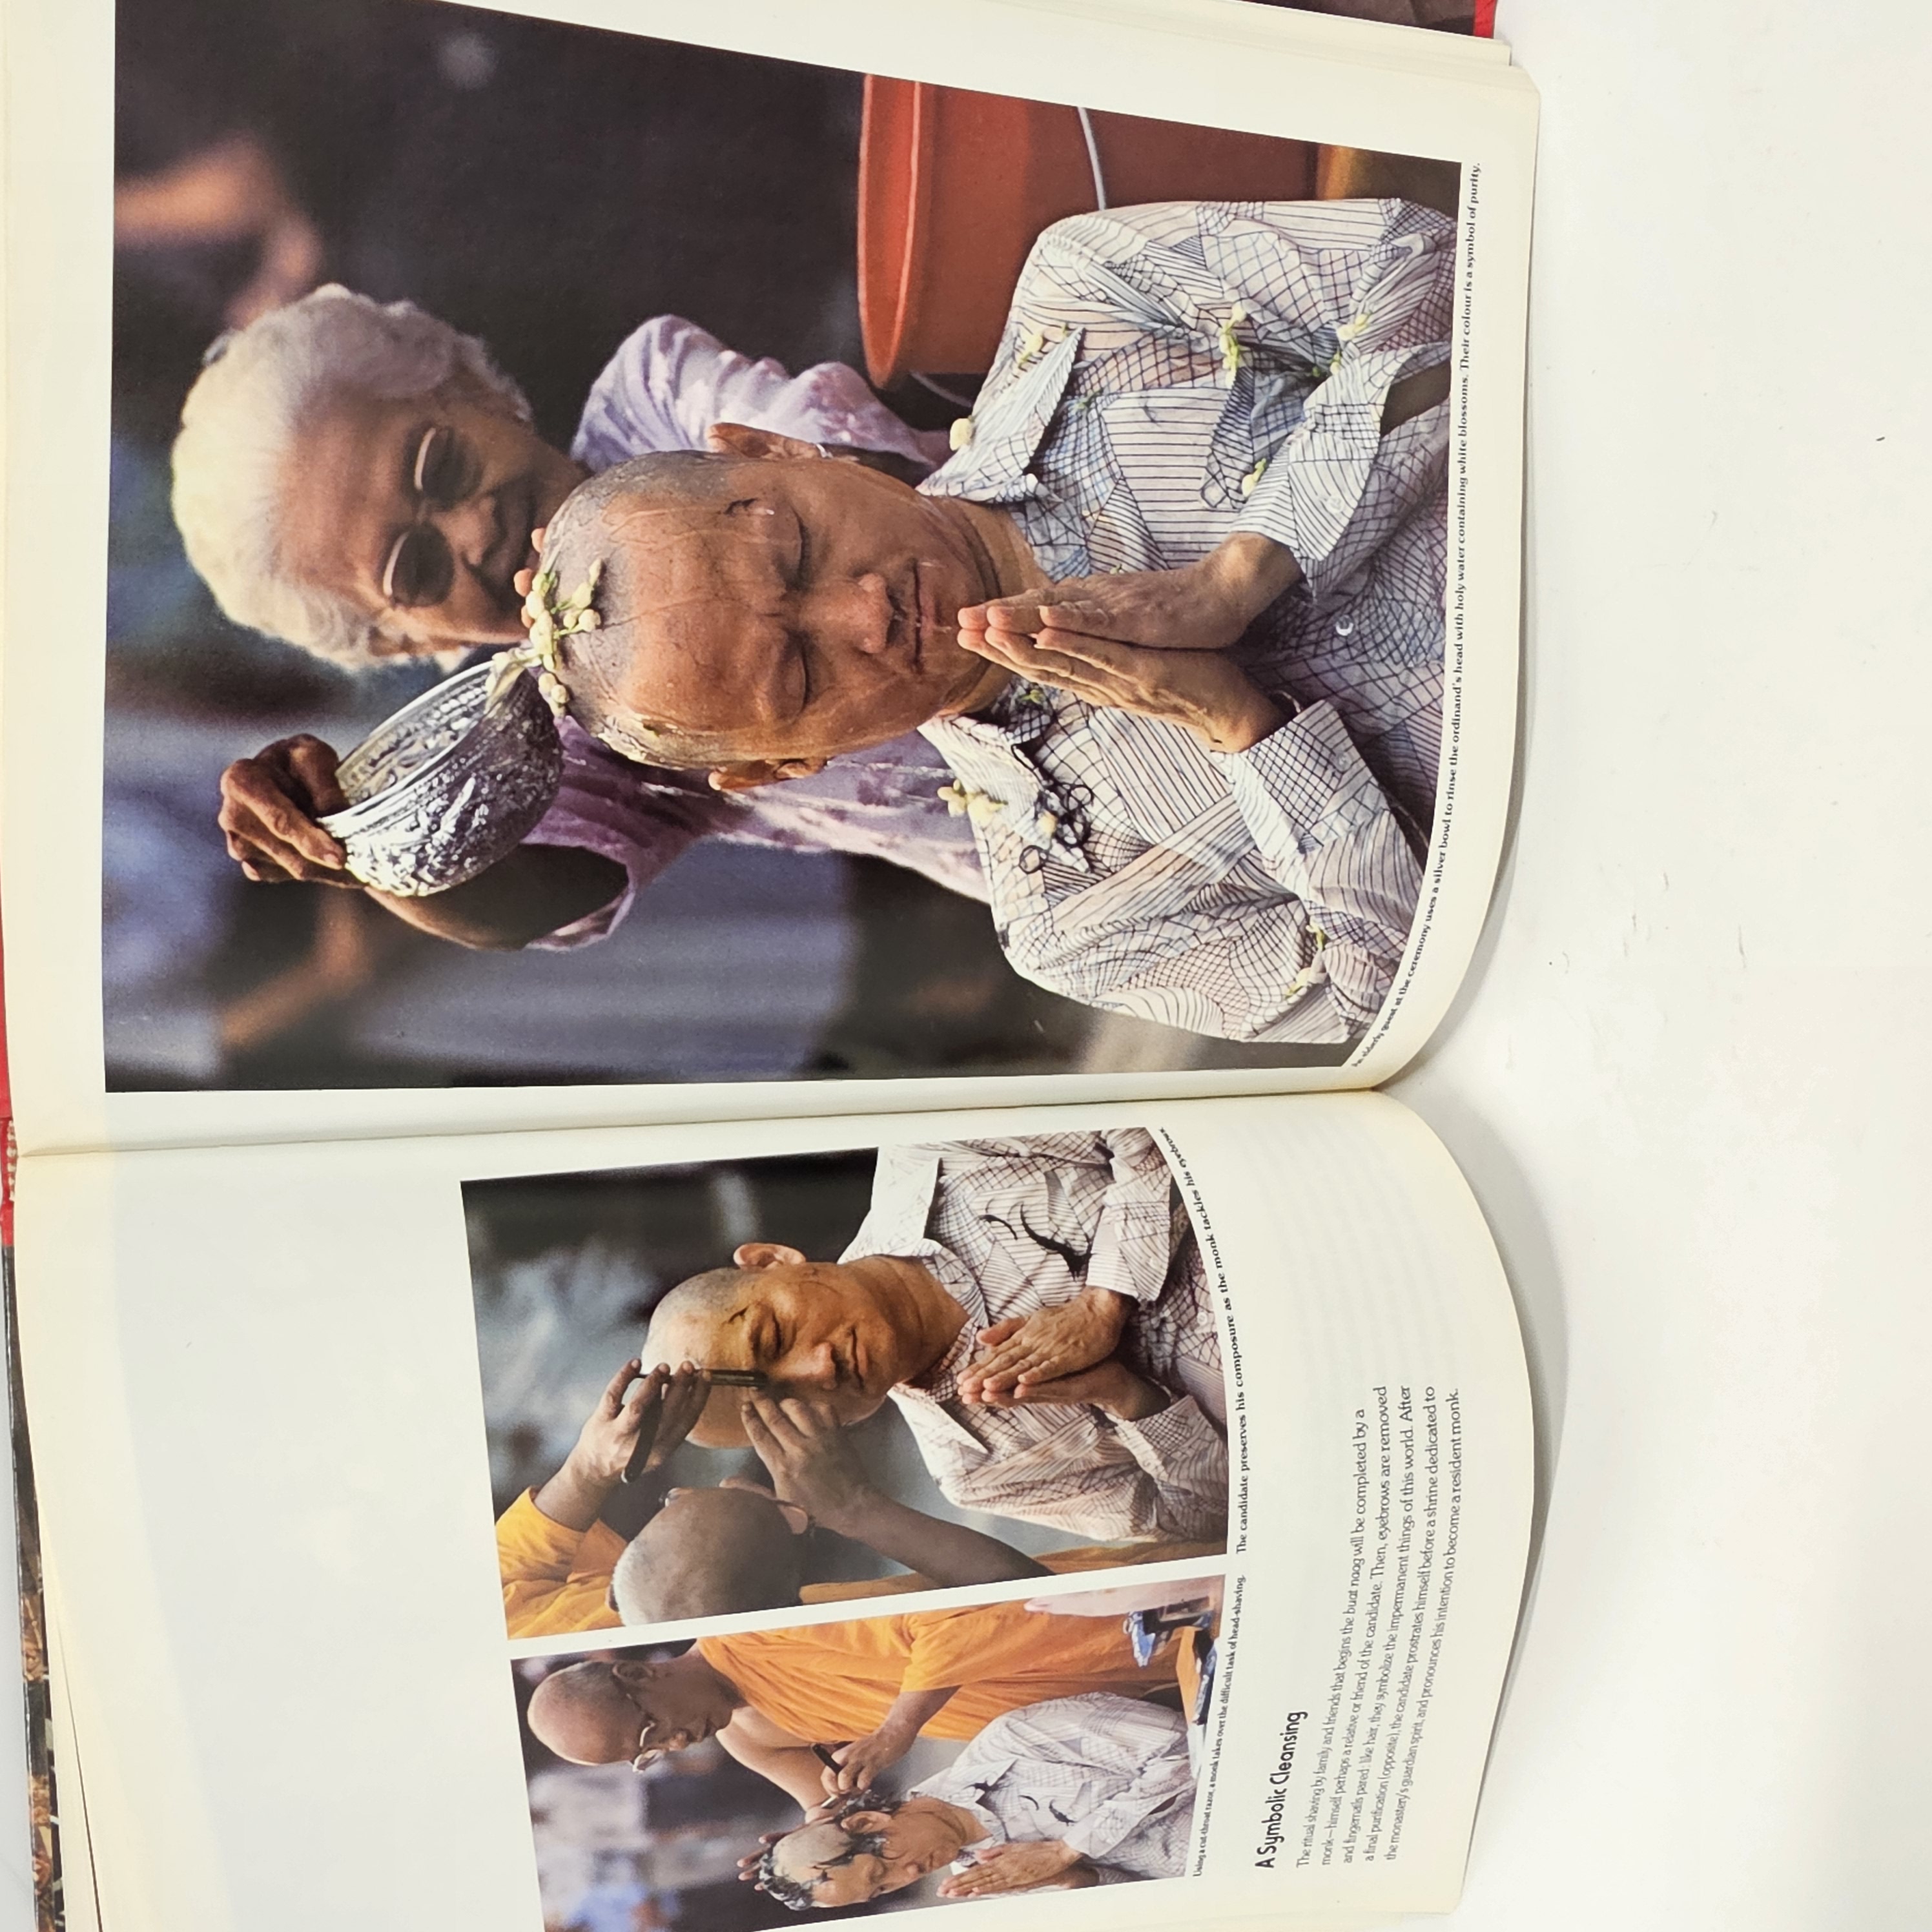 Using a cut-throat razor, a monk takes over the difficult task of head-shaving.
The candidate preserves his composure as the monk tackles his eyebrows.
A Symbolic Cleansing
The ritual shaving by family and friends that begins the buat naag will be completed by a
monk—himself perhaps a relative or friend of the candidate. Then, eyebrows are removed
and fingernails pared: like hair, they symbolize the impermanent things of this world. After
a final purification (opposite), the candidate prostrates himself before a shrine dedicated to
the monastery's guardian spirit, and pronounces his intention to become a resident monk.
An elderly guest at the ceremony uses a silver bowl to rinse the ordinand's head with holy water containing white blossoms. Their colour is a symbol of purity.